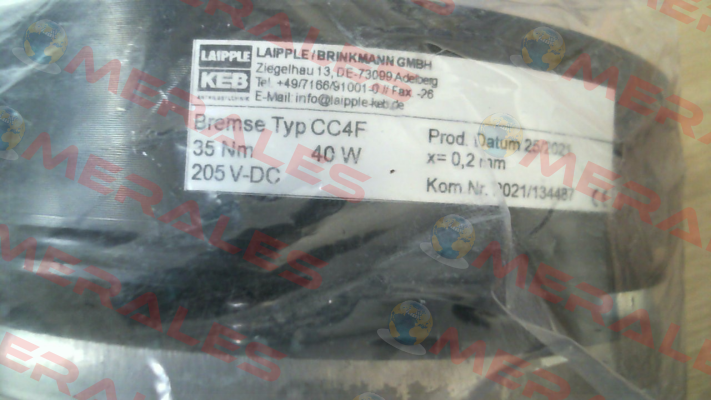 LAIPPLE
KEB
LAIPPLE/BRINKMANN GMBH
Ziegelhau 13, DE-73099 Adelberg
Tel. +49/7166/91001-0 // Fax -26
E-Mail: info@laipple-keb.de
Bremse Typ CC4F
35 Nm 40 W
205 V-DC
Prod. Datum 25/2021
x= 0,2 mm
Kom Nr. 2021/134487
CE
MERALES
MERALES
MERALES
MERALES
MERALES